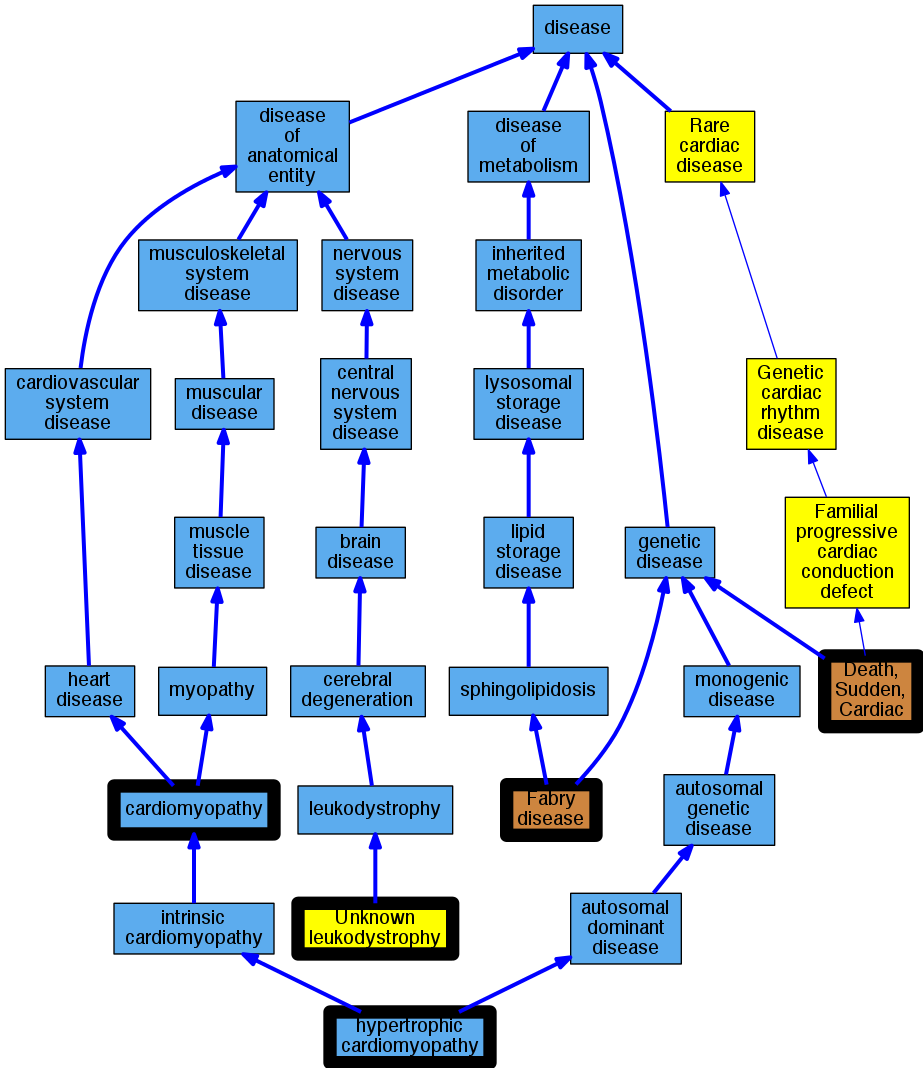 disease
disease
of
anatomical
entity
disease
of
metabolism
Rare
cardiac
disease
musculoskeletal
system
disease
nervous
system
disease
inherited
metabolic
disorder
cardiovascular
system
disease
muscular
disease
central
nervous
system
disease
lysosomal
storage
disease
Genetic
cardiac
rhythm
disease
muscle
tissue
disease
brain
disease
lipid
storage
disease
genetic
disease
Familial
progressive
cardiac
conduction
defect
heart
disease
myopathy
cerebral
degeneration
sphingolipidosis
monogenic
disease
Death,
Sudden,
Cardiac
cardiomyopathy
leukodystrophy
Fabry
disease
autosomal
genetic
disease
intrinsic
cardiomyopathy
Unknown
leukodystrophy
autosomal
dominant
disease
hypertrophic
cardiomyopathy